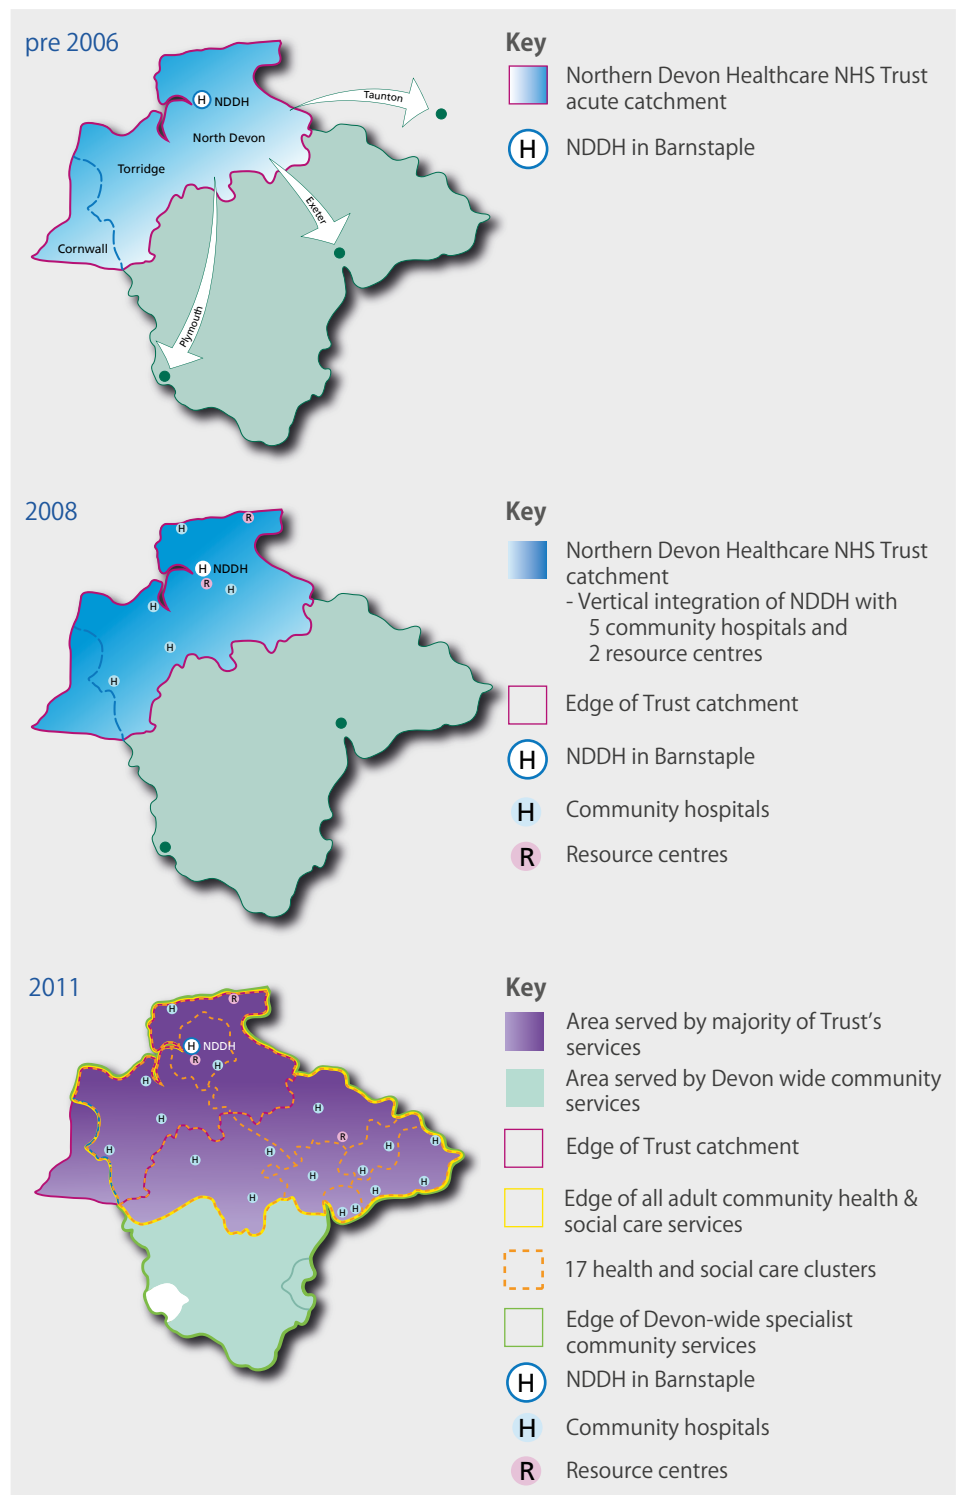 pre 2006
H NDDH
North Devon
Torridge
Cornwall
Taunton
Exeter
Plymouth
Key
Northern Devon Healthcare NHS Trust
acute catchment
H NDDH in Barnstaple
2008
R
H
H NDDH
R
H
H
H
H
Key
Northern Devon Healthcare NHS Trust
catchment
- Vertical integration of NDDH with
5 community hospitals and
2 resource centres
Edge of Trust catchment
H NDDH in Barnstaple
H Community hospitals
R Resource centres
2011
R
H
H NDDH
R
H
H
H
H
H
R
H
H
H
H
H
H
H
H
H
H
H
H
Key
Area served by majority of Trust’s
services
Area served by Devon wide community
services
Edge of Trust catchment
Edge of all adult community health &
social care services
17 health and social care clusters
Edge of Devon-wide specialist
community services
H NDDH in Barnstaple
H Community hospitals
R Resource centres